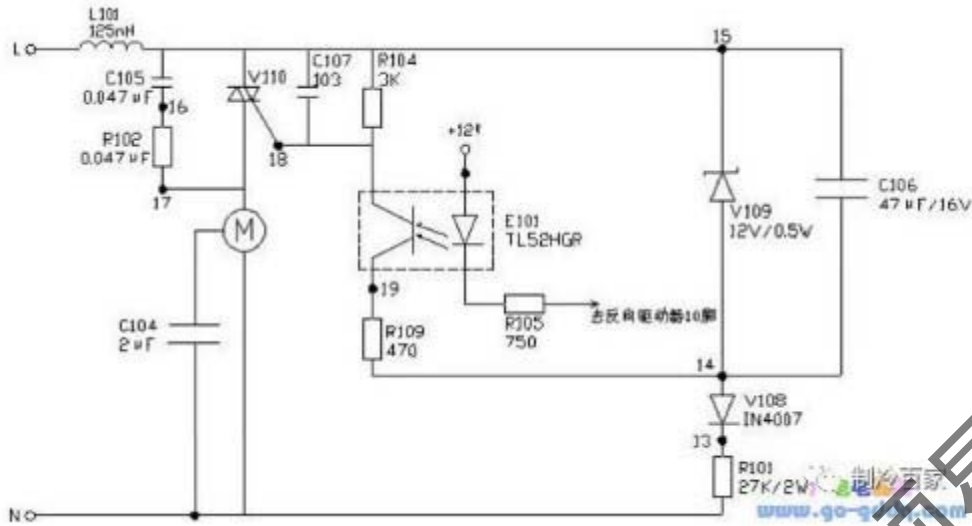 L101
125nH
L
C105
0.047μF
16
R102
0.047μF
17
V110
C107
103
18
R104
3K
+12V
E101
TL52HGR
19
R109
470
R105
750
去反向驱动器10脚
M
C104
2μF
N
15
V109
12V/0.5W
C106
47μF/16V
14
V108
IN4007
13
R101
27K/2W
制冷百家